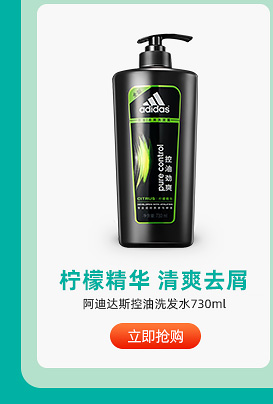 adidas
pure control
控油劲爽
CITRUS
柠檬精华 清爽去屑
阿迪达斯控油洗发水730ml
立即抢购